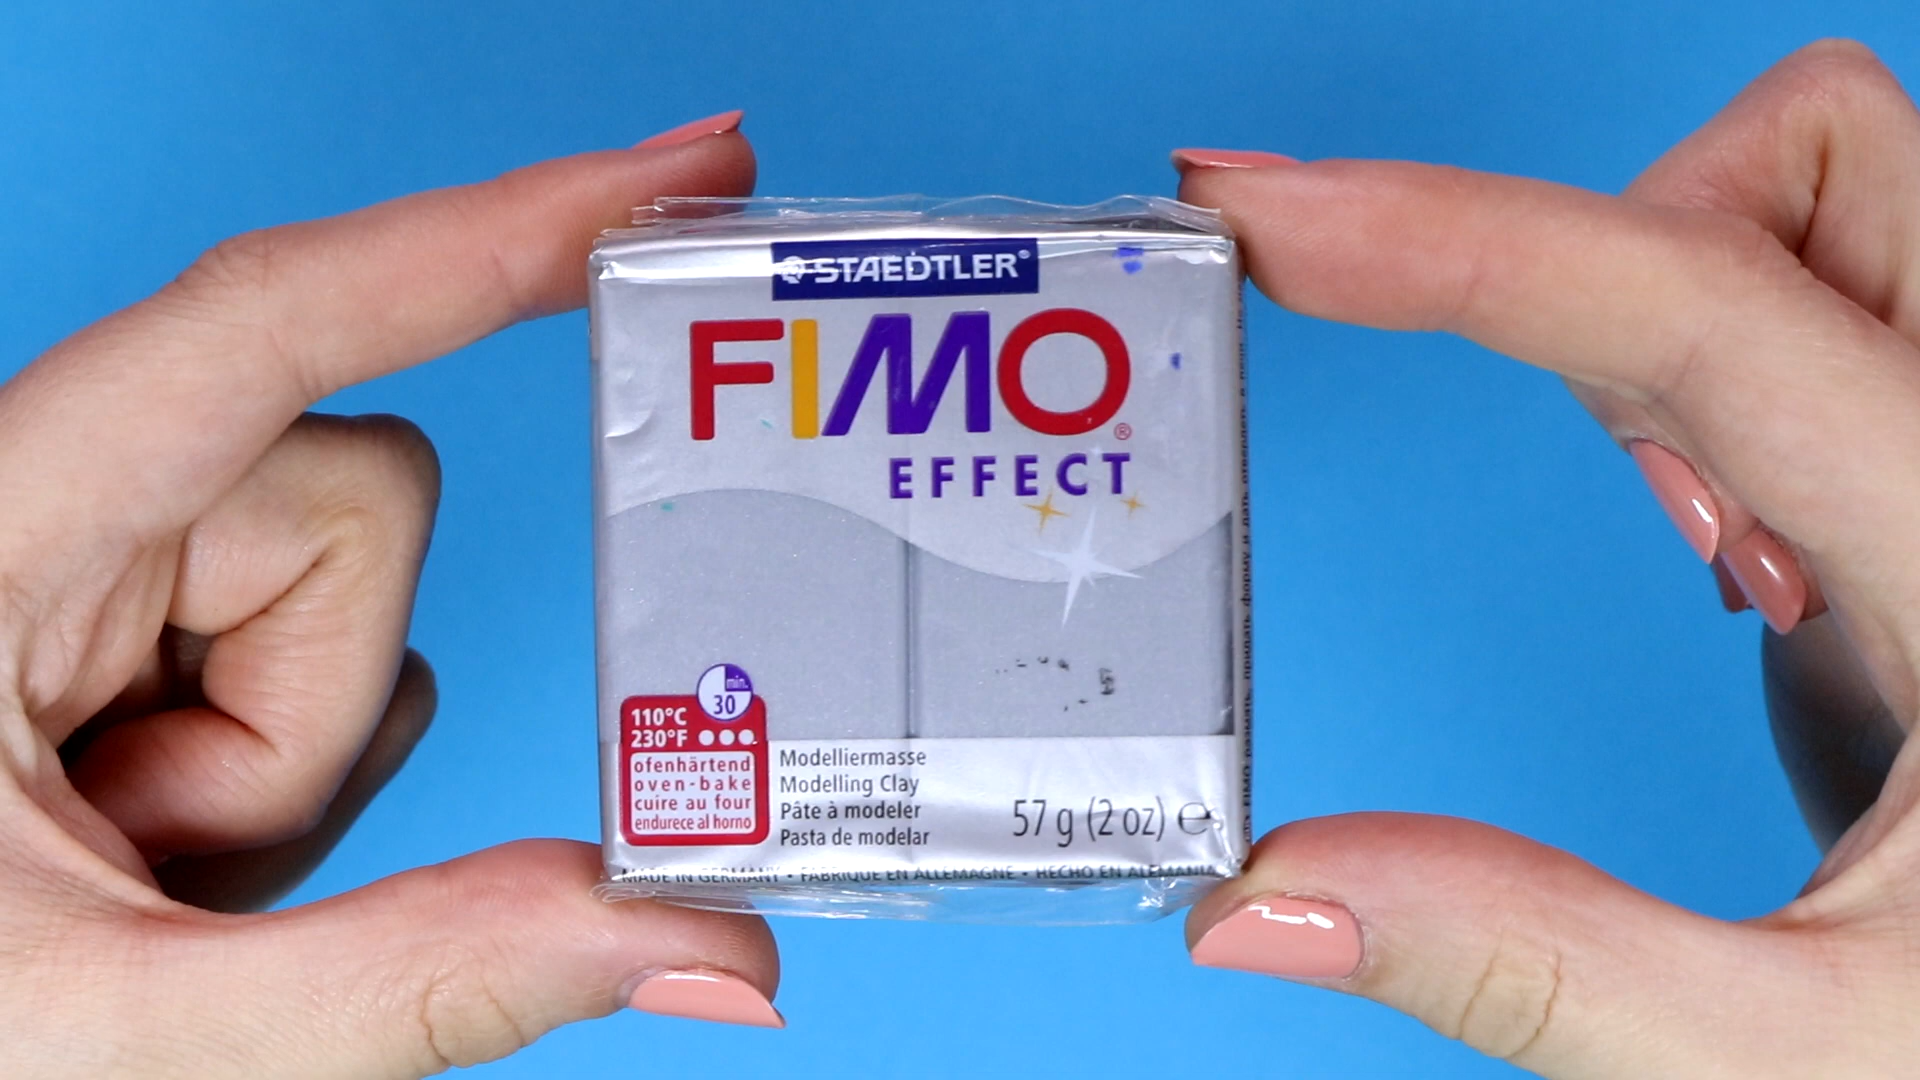 STAEDTLER®
FIMO®
EFFECT
min.
30
110°C
230°F
ofenhärtend
oven-bake
cuire au four
endurece al horno
Modelliermasse
Modelling Clay
Pâte à modeler
Pasta de modelar
57 g (2 oz) ℮
MADE IN GERMANY • FABRIQUÉ EN ALLEMAGNE • HECHO EN ALEMANIA